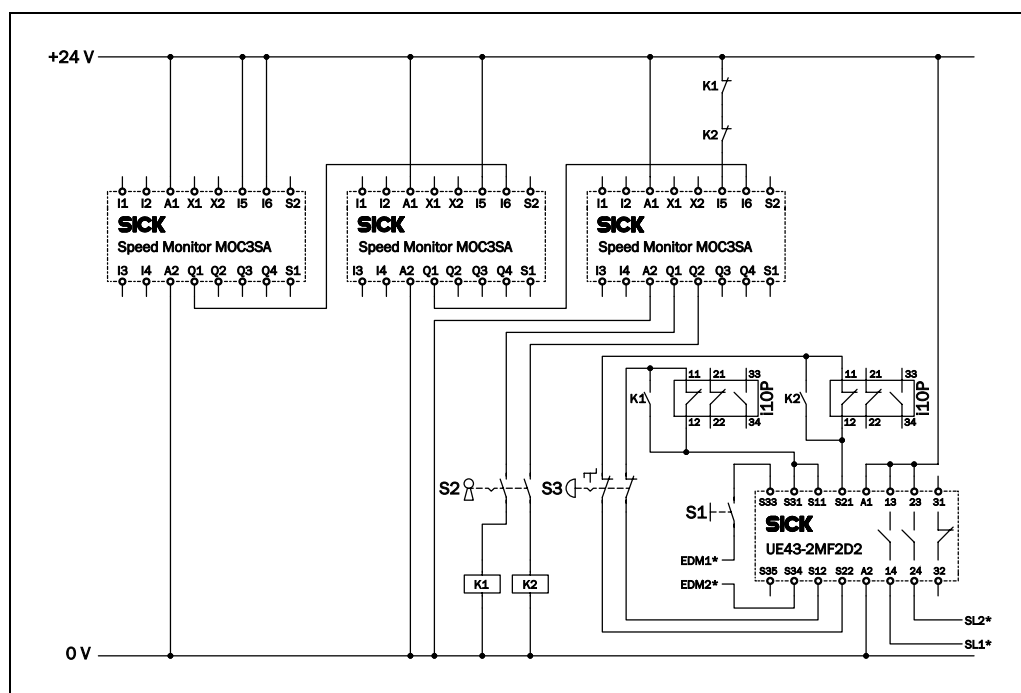 +24 V
K1
K2
I1 I2 A1 X1 X2 I5 I6 S2
SICK
Speed Monitor MOC3SA
I3 I4 A2 Q1 Q2 Q3 Q4 S1
I1 I2 A1 X1 X2 I5 I6 S2
SICK
Speed Monitor MOC3SA
I3 I4 A2 Q1 Q2 Q3 Q4 S1
I1 I2 A1 X1 X2 I5 I6 S2
SICK
Speed Monitor MOC3SA
I3 I4 A2 Q1 Q2 Q3 Q4 S1
K1
11 21 33
12 22 34
i10P
K2
11 21 33
12 22 34
i10P
S2
S3
S1
S33 S31 S11 S21 A1 13 23 31
SICK
UE43-2MF2D2
S35 S34 S12 S22 A2 14 24 32
EDM1*
EDM2*
K1
K2
SL2*
SL1*
0 V